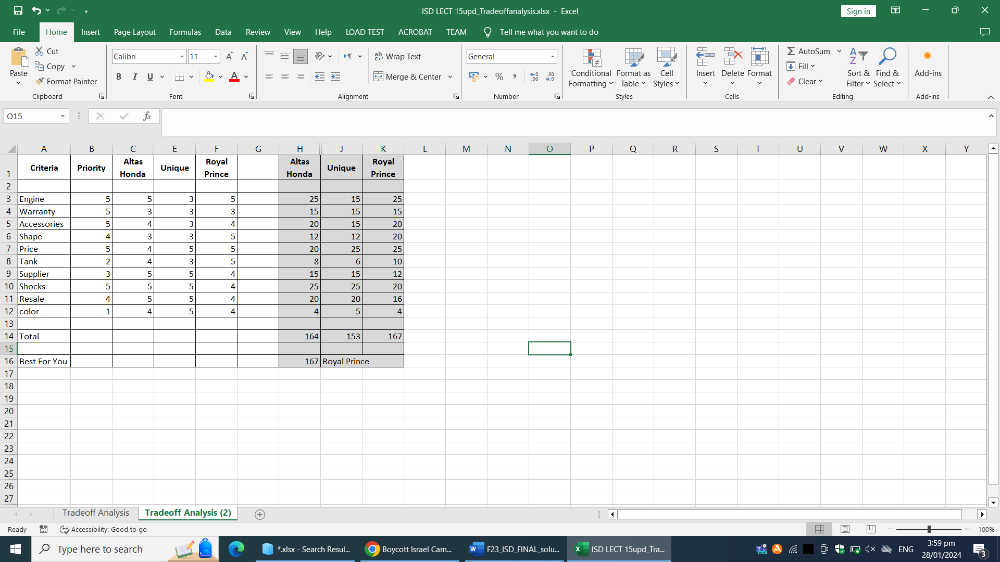 ISD LECT 15upd_Tradeoffanalysis.xlsx - Excel
Sign in
File Home Insert Page Layout Formulas Data Review View Help LOAD TEST ACROBAT TEAM Tell me what you want to do
Paste
Cut
Copy
Format Painter
Clipboard
Calibri 11
B I U
Font
Wrap Text
Merge & Center
Alignment
General
% ,
Number
Conditional Formatting
Format as Table
Cell Styles
Styles
Insert Delete Format
Cells
AutoSum
Fill
Clear
Sort & Filter
Find & Select
Editing
Add-ins
Add-ins
O15
fx
A B C E F G H J K L M N O P Q R S T U V W X Y
1 Criteria Priority Altas Honda Unique Royal Prince Altas Honda Unique Royal Prince
2
3 Engine 5 5 3 5 25 15 25
4 Warranty 5 3 3 3 15 15 15
5 Accessories 5 4 3 4 20 15 20
6 Shape 4 3 3 5 12 12 20
7 Price 5 4 5 5 20 25 25
8 Tank 2 4 3 5 8 6 10
9 Supplier 3 5 5 4 15 15 12
10 Shocks 5 5 5 4 25 25 20
11 Resale 4 5 5 4 20 20 16
12 color 1 4 5 4 4 5 4
13
14 Total 164 153 167
15
16 Best For You 167 Royal Prince
17
18
19
20
21
22
23
24
25
26
27
Tradeoff Analysis Tradeoff Analysis (2)
Ready Accessibility: Good to go 100%
Type here to search
*.xlsx - Search Resul...
Boycott Israel Cam...
F23_ISD_FINAL_solu...
ISD LECT 15upd_Tra...
ENG
3:59 pm
28/01/2024
3